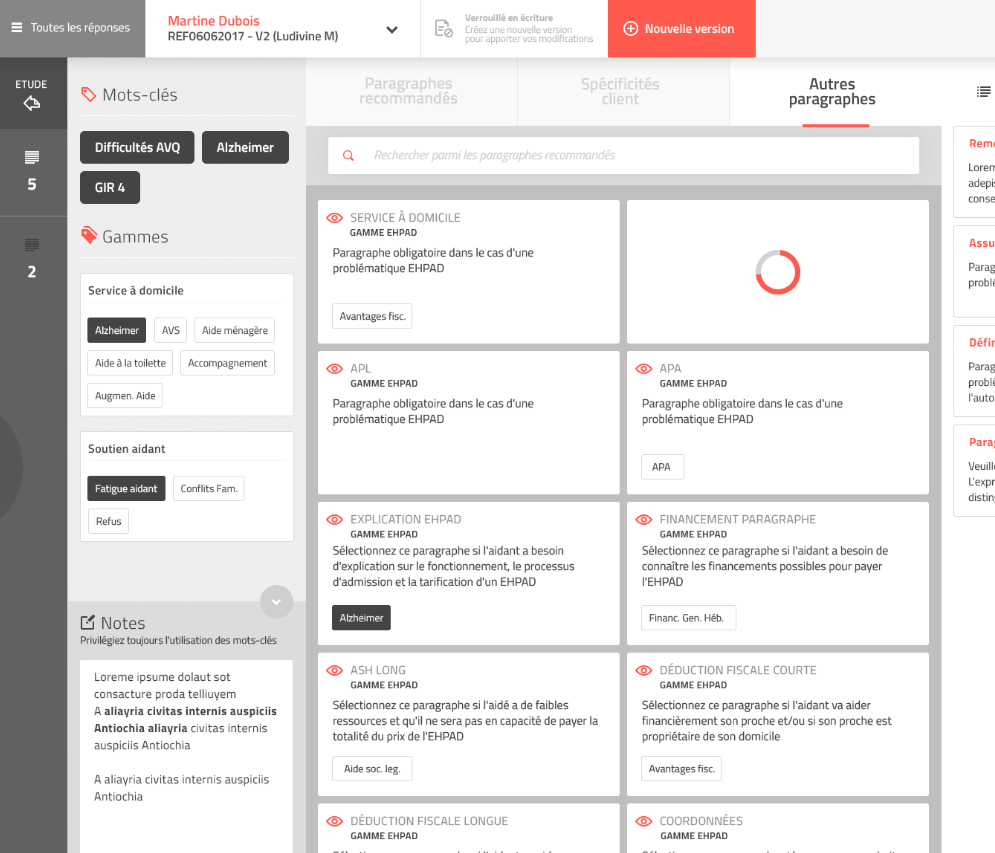 Toutes les réponses
Martine Dubois
REF06062017 - V2 (Ludivine M)
Verrouillé en écriture
Créez une nouvelle version
pour apporter vos modifications
Nouvelle version
ETUDE
5
2
Mots-clés
Difficultés AVQ
Alzheimer
GIR 4
Gammes
Service à domicile
Alzheimer
AVS
Aide ménagère
Aide à la toilette
Accompagnement
Augmen. Aide
Soutien aidant
Fatigue aidant
Conflits Fam.
Refus
Notes
Privilégiez toujours l'utilisation des mots-clés
Loreme ipsume dolaut sot
consacture proda telliuyem
A aliayria civitas internis auspiciis
Antiochia aliayria civitas internis
auspiciis Antiochia
A aliayria civitas internis auspiciis
Antiochia
Paragraphes
recommandés
Spécificités
client
Autres
paragraphes
Rechercher parmi les paragraphes recommandés
SERVICE À DOMICILE
GAMME EHPAD
Paragraphe obligatoire dans le cas d'une
problématique EHPAD
Avantages fisc.
APL
GAMME EHPAD
Paragraphe obligatoire dans le cas d'une
problématique EHPAD
APA
GAMME EHPAD
Paragraphe obligatoire dans le cas d'une
problématique EHPAD
APA
EXPLICATION EHPAD
GAMME EHPAD
Sélectionnez ce paragraphe si l'aidant a besoin
d'explication sur le fonctionnement, le processus
d'admission et la tarification d'un EHPAD
Alzheimer
FINANCEMENT PARAGRAPHE
GAMME EHPAD
Sélectionnez ce paragraphe si l'aidant a besoin de
connaître les financements possibles pour payer
l'EHPAD
Financ. Gen. Héb.
ASH LONG
GAMME EHPAD
Sélectionnez ce paragraphe si l'aidé a de faibles
ressources et qu'il ne sera pas en capacité de payer la
totalité du prix de l'EHPAD
Aide soc. leg.
DÉDUCTION FISCALE COURTE
GAMME EHPAD
Sélectionnez ce paragraphe si l'aidant va aider
financièrement son proche et/ou si son proche est
propriétaire de son domicile
Avantages fisc.
DÉDUCTION FISCALE LONGUE
GAMME EHPAD
COORDONNÉES
GAMME EHPAD
Reme
Lorem
adepis
conse
Assu
Parag
problé
Défin
Parag
problé
l'auto
Parag
Veuille
L'expr
disting